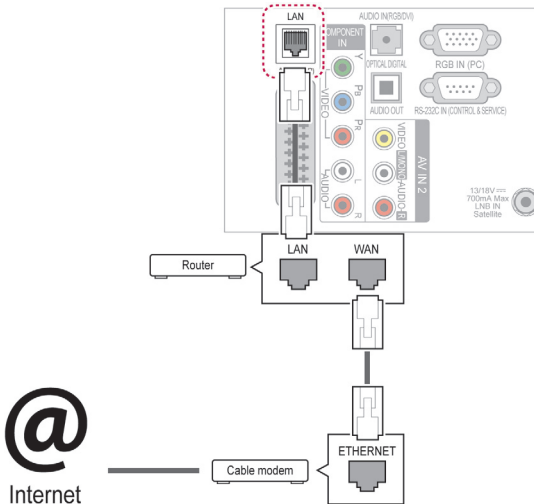 LAN
AUDIO IN(RGB/DVI)
COMPONENT
IN
Y
PB
PR
VIDEO
L
R
AUDIO
OPTICAL DIGITAL
AUDIO OUT
RGB IN (PC)
RS-232C IN (CONTROL & SERVICE)
VIDEO
L/MONO
AUDIO
R
AV IN 2
13/18V
700mA Max
LNB IN
Satellite
Router
LAN
WAN
ETHERNET
Cable modem
@
Internet